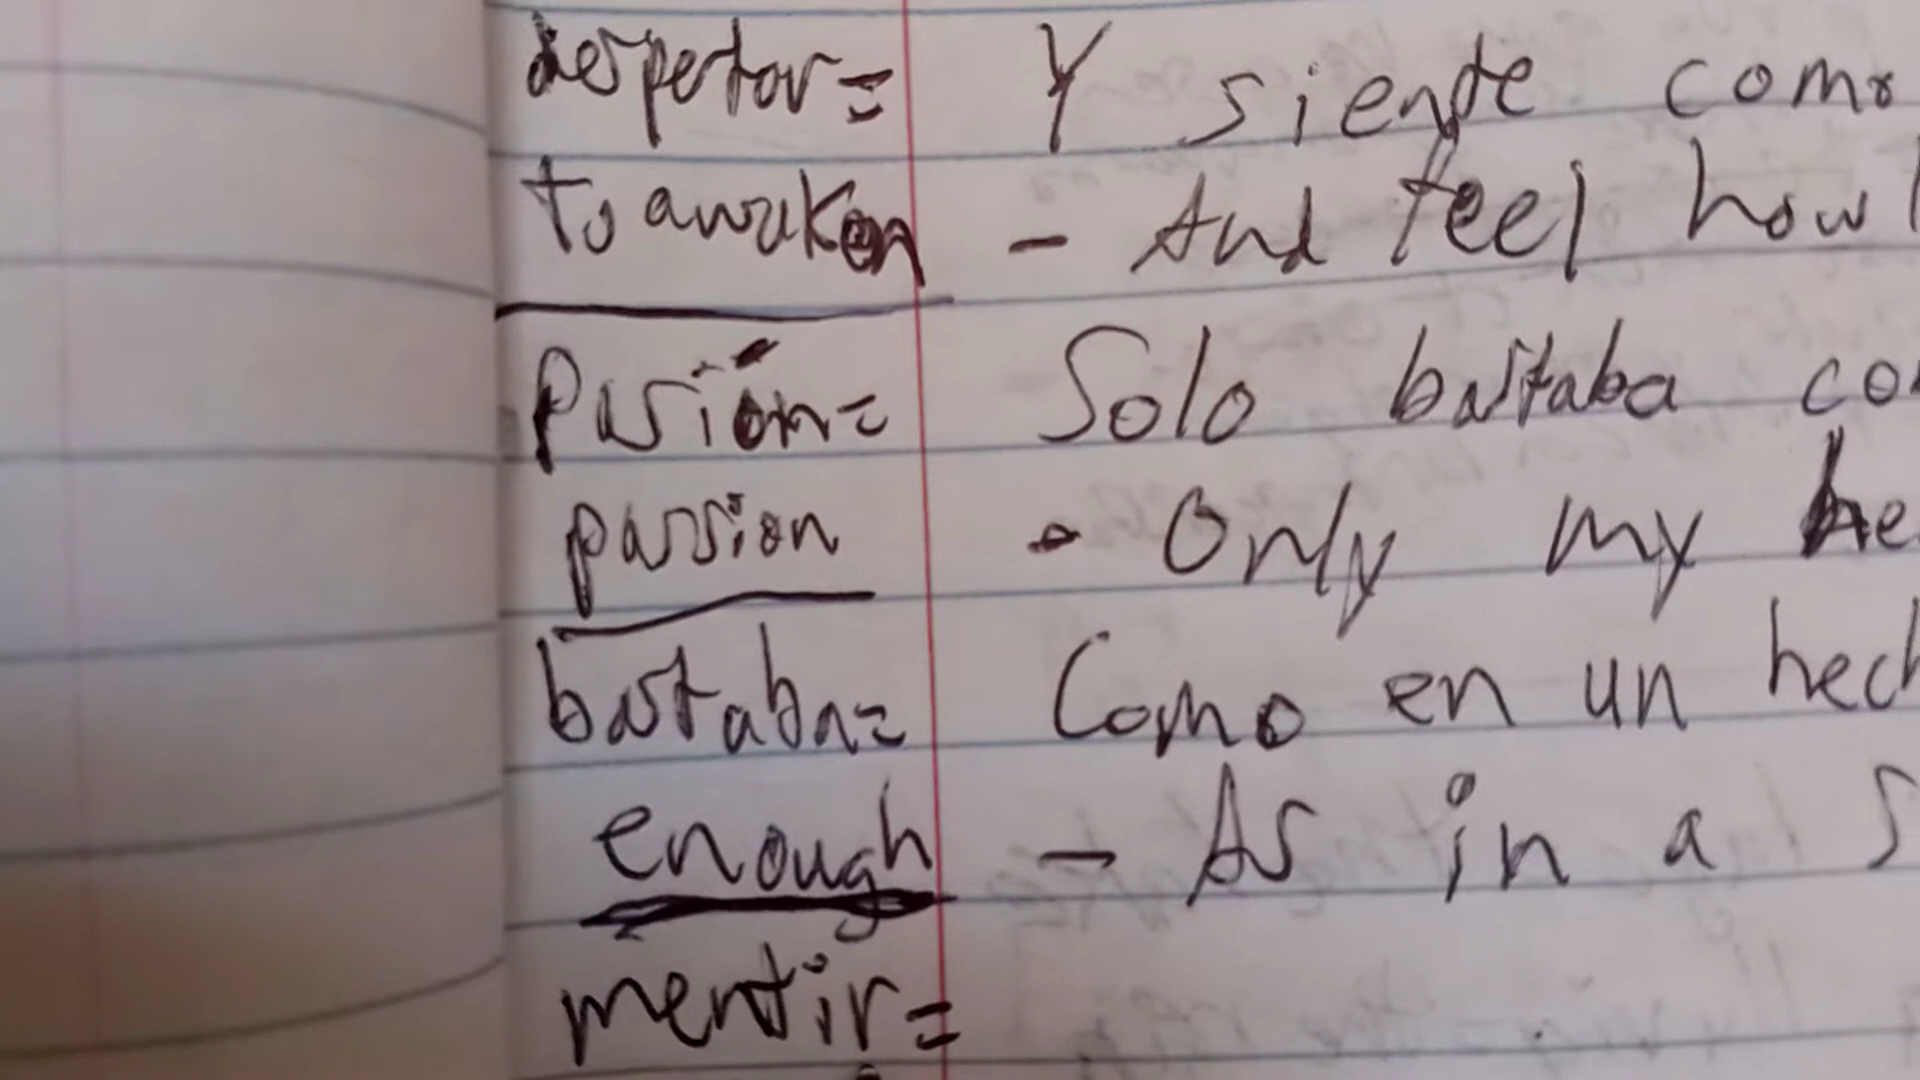 despertar= Y siente como
to awaken - And feel how
Pasión= Solo bastaba
passion - Only my
bastaba= Como en un
enough - As in a
mentir=